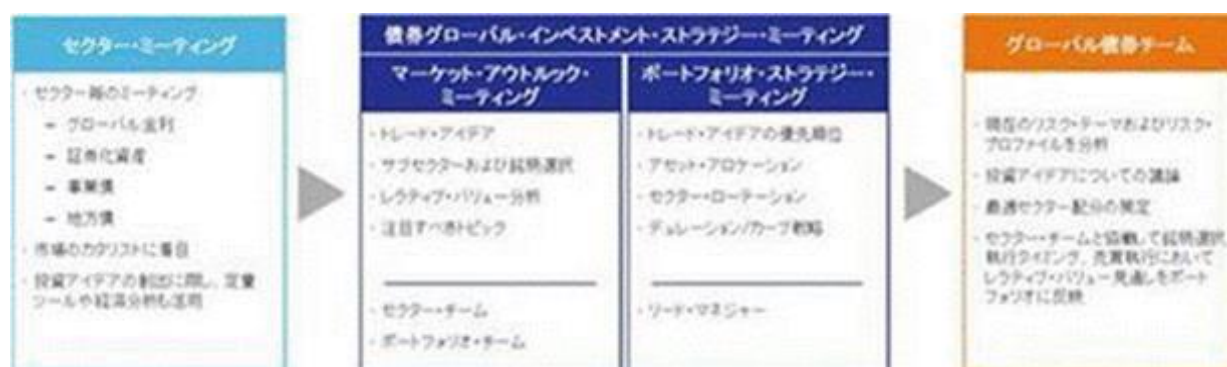 セクター・ミーティング
・セクター毎のミーティング
－ グローバル金利
－ 証券化資産
－ 事業債
－ 地方債
・市場のカタリストに着目
・投資アイデアの創出に際し、定量
ツールや経済分析も活用
債券グローバル・インベストメント・ストラテジー・ミーティング
マーケット・アウトルック・
ミーティング
・トレード・アイデア
・サブセクターおよび銘柄選択
・レラティブ・バリュー分析
・注目すべきトピック
・セクター・チーム
・ポートフォリオ・チーム
ポートフォリオ・ストラテジー・
ミーティング
・トレード・アイデアの優先順位
・アセット・アロケーション
・セクター・ローテーション
・デュレーション/カーブ戦略
・リード・マネジャー
グローバル債券チーム
・現在のリスク・テーマおよびリスク・
プロファイルを分析
・投資アイデアについての議論
・最適セクター配分の策定
・セクター・チームと協働して銘柄選択
執行タイミング、売買執行において
レラティブ・バリュー見通しをポート
フォリオに反映